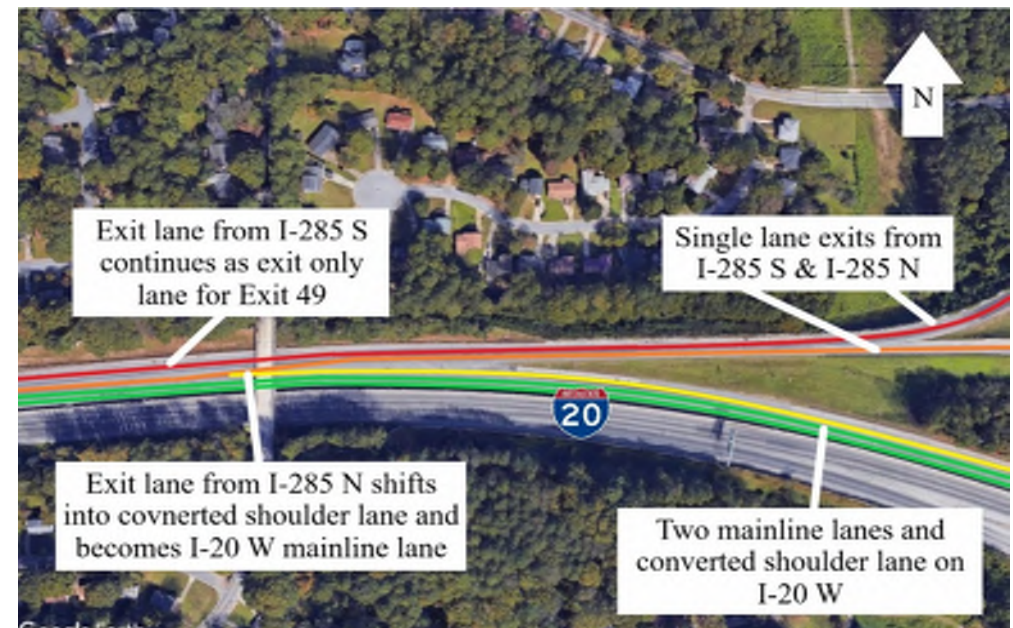 N
Exit lane from I-285 S
continues as exit only
lane for Exit 49
Single lane exits from
I-285 S & I-285 N
20
Exit lane from I-285 N shifts
into covnerted shoulder lane and
becomes I-20 W mainline lane
Two mainline lanes and
converted shoulder lane on
I-20 W